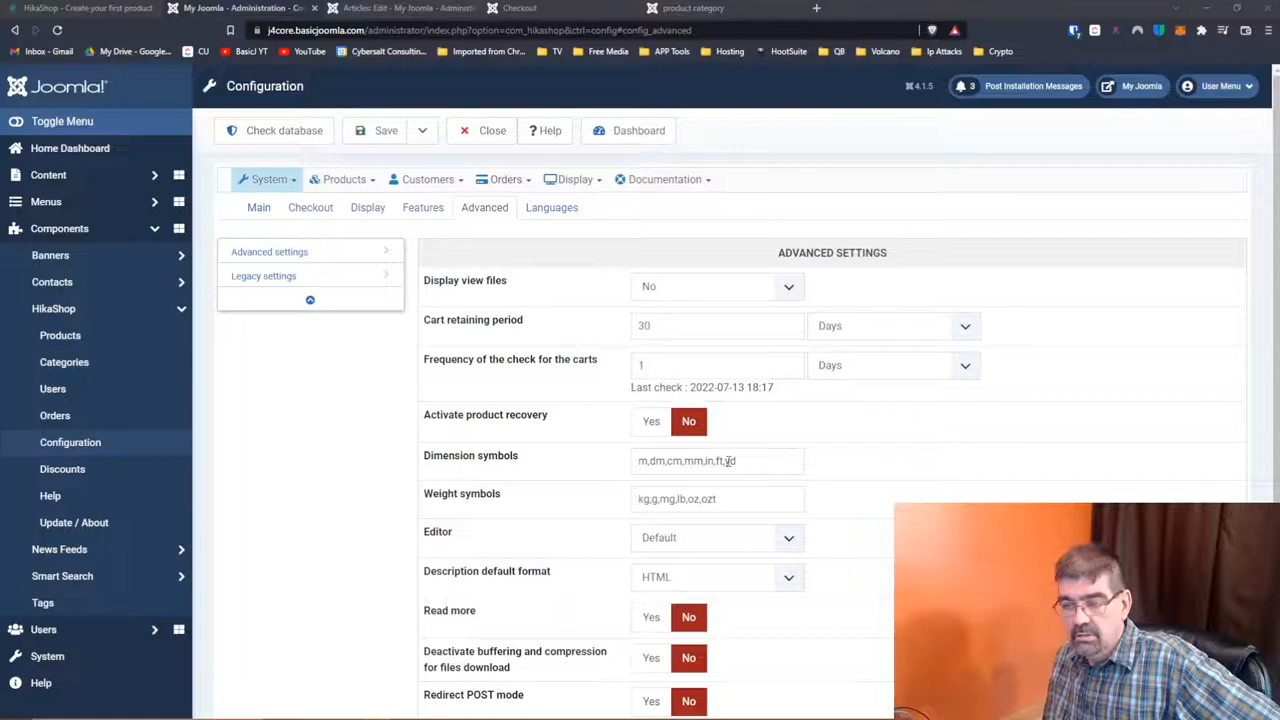 HikaShop - Create your first product
My Joomla - Administration - Con
Articles: Edit - My Joomla - Administ
Checkout
product category
j4core.basicjoomla.com/administrator/index.php?option=com_hikashop&ctrl=config#config_advanced
Inbox - Gmail
My Drive - Google...
CU
BasicJ YT
YouTube
Cybersalt Consultin...
Imported from Chr...
TV
Free Media
APP Tools
Hosting
HootSuite
QB
Volcano
Ip Attacks
Crypto
Joomla!
Configuration
4.1.5
3 Post Installation Messages
My Joomla
User Menu
Toggle Menu
Home Dashboard
Content
Menus
Components
Banners
Contacts
HikaShop
Products
Categories
Users
Orders
Configuration
Discounts
Help
Update / About
News Feeds
Smart Search
Tags
Users
System
Help
Check database
Save
Close
? Help
Dashboard
System
Products
Customers
Orders
Display
Documentation
Main
Checkout
Display
Features
Advanced
Languages
Advanced settings
Legacy settings
ADVANCED SETTINGS
Display view files
No
Cart retaining period
30
Days
Frequency of the check for the carts
1
Days
Last check : 2022-07-13 18:17
Activate product recovery
Yes
No
Dimension symbols
m,dm,cm,mm,in,ft,yd
Weight symbols
kg,g,mg,lb,oz,ozt
Editor
Default
Description default format
HTML
Read more
Yes
No
Deactivate buffering and compression
for files download
Yes
No
Redirect POST mode
Yes
No